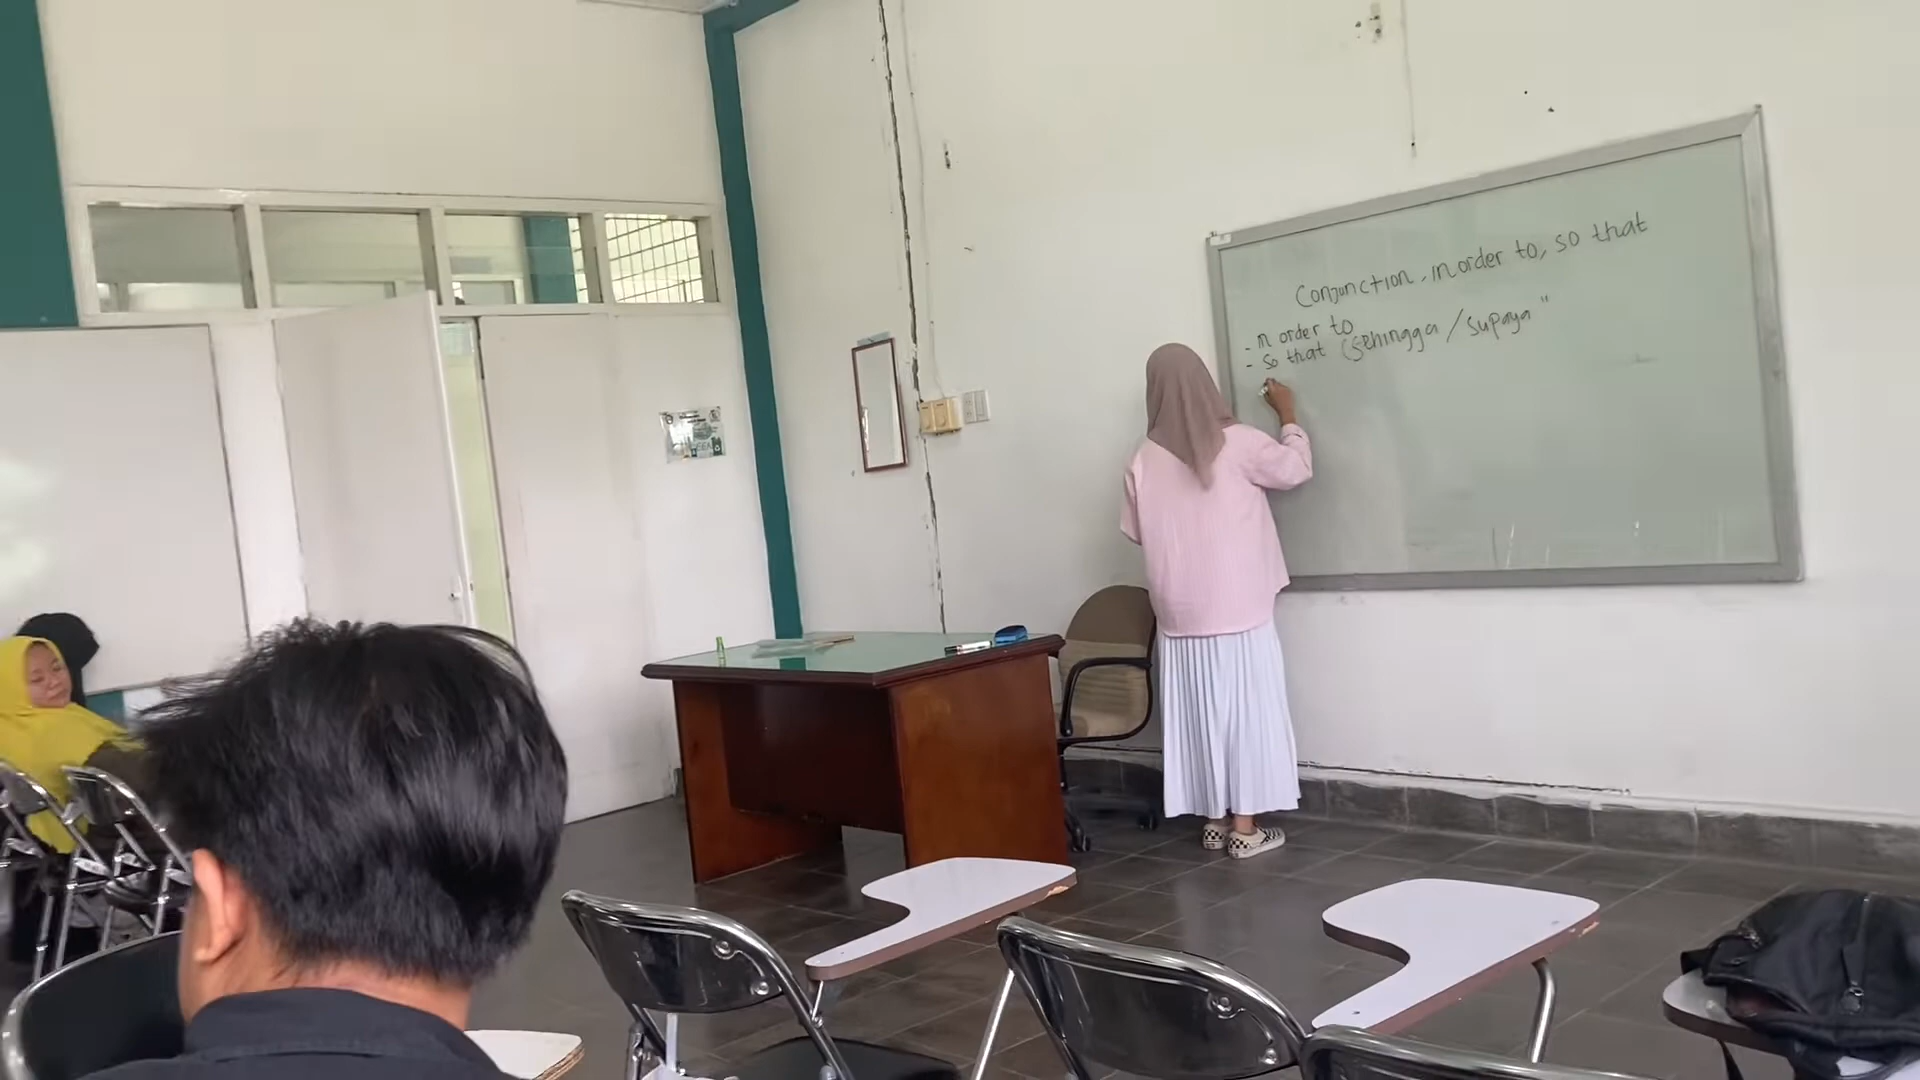 Conjunction, in order to, so that
- in order to
- so that (sehingga / supaya"